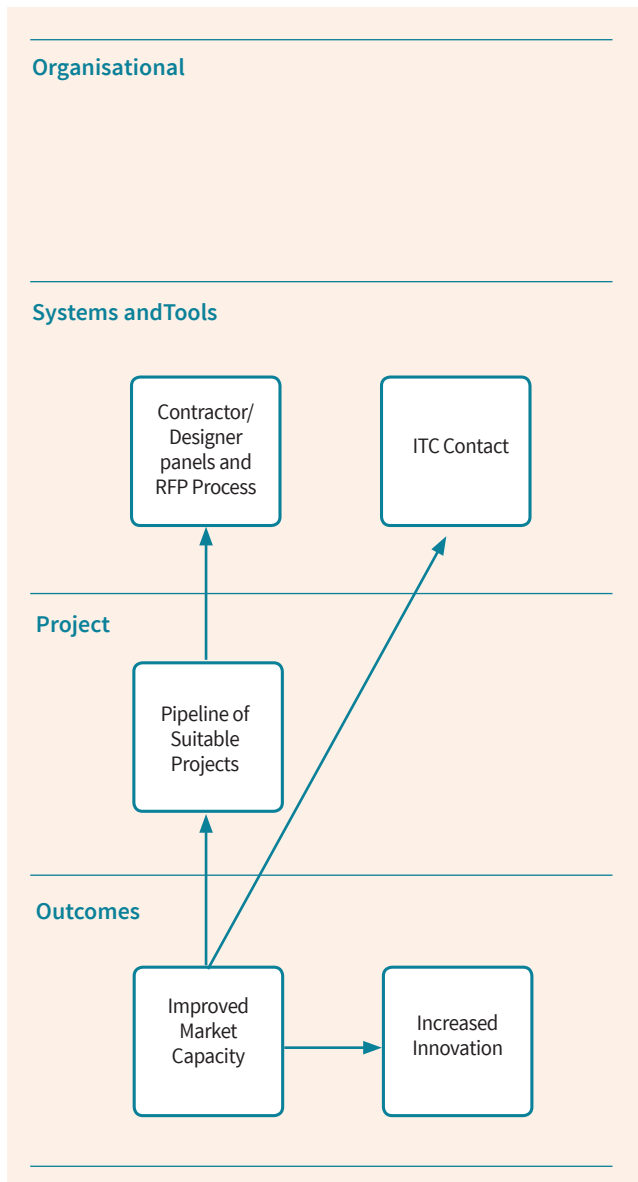 Organisational
Systems andTools
Contractor/
Designer
panels and
RFP Process
ITC Contact
Project
Pipeline of
Suitable
Projects
Outcomes
Improved
Market
Capacity
Increased
Innovation